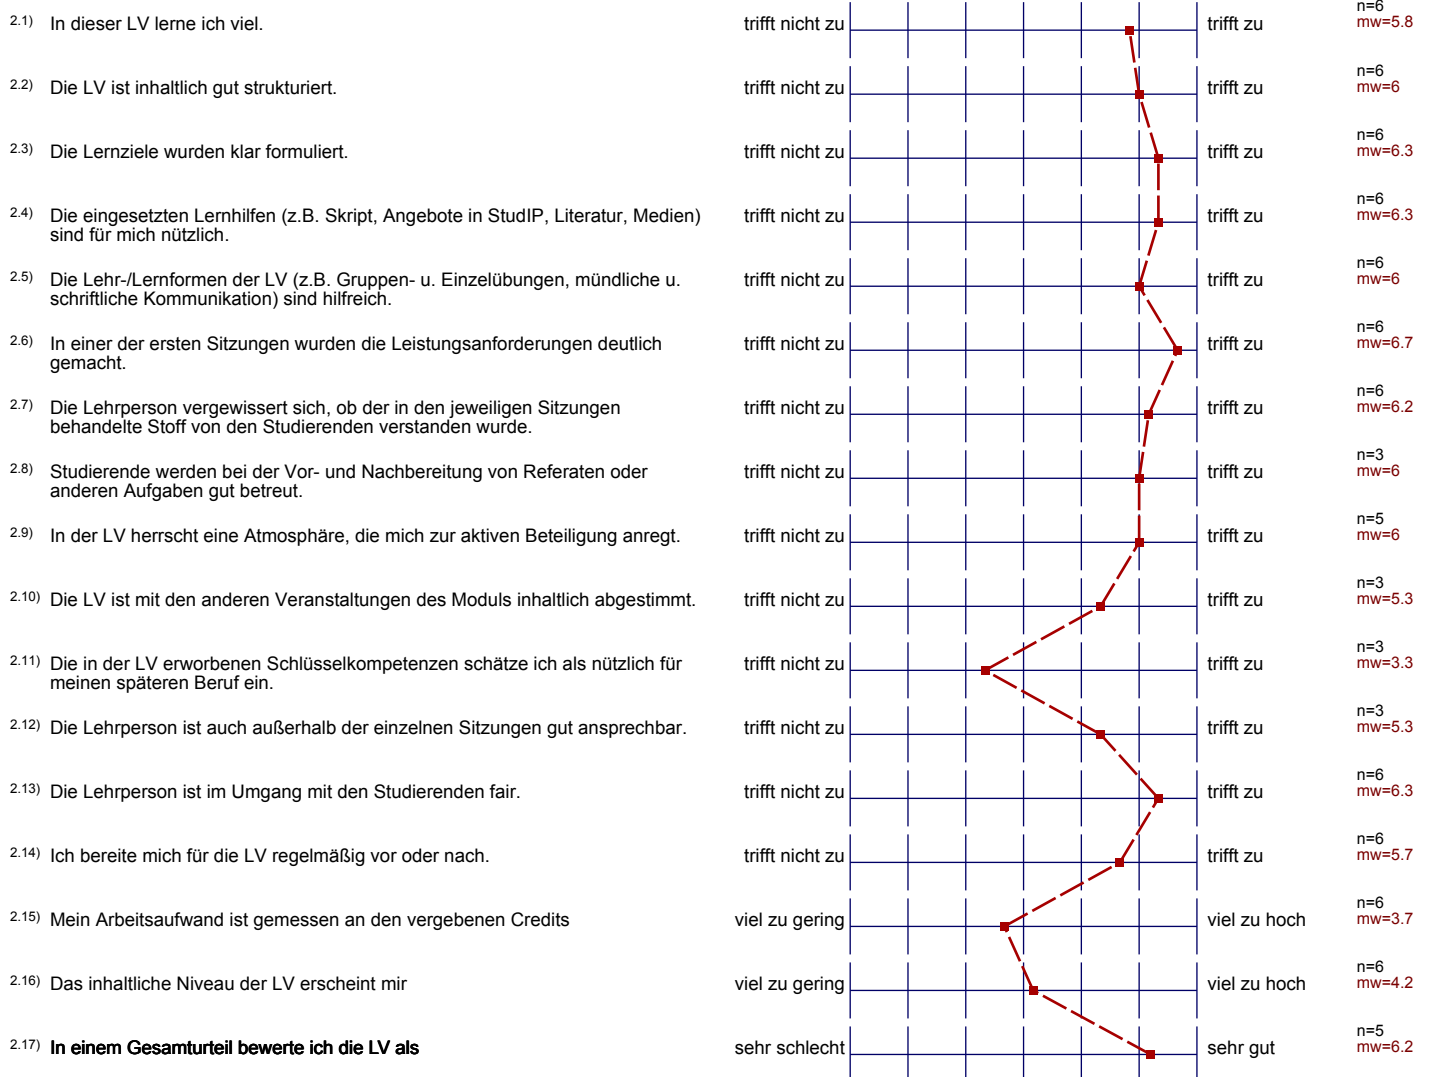 2.1) In dieser LV lerne ich viel. trifft nicht zu trifft zu n=6
mw=5.8
2.2) Die LV ist inhaltlich gut strukturiert. trifft nicht zu trifft zu n=6
mw=6
2.3) Die Lernziele wurden klar formuliert. trifft nicht zu trifft zu n=6
mw=6.3
2.4) Die eingesetzten Lernhilfen (z.B. Skript, Angebote in StudIP, Literatur, Medien) trifft nicht zu trifft zu n=6
sind für mich nützlich. mw=6.3
2.5) Die Lehr-/Lernformen der LV (z.B. Gruppen- u. Einzelübungen, mündliche u. trifft nicht zu trifft zu n=6
schriftliche Kommunikation) sind hilfreich. mw=6
2.6) In einer der ersten Sitzungen wurden die Leistungsanforderungen deutlich trifft nicht zu trifft zu n=6
gemacht. mw=6.7
2.7) Die Lehrperson vergewissert sich, ob der in den jeweiligen Sitzungen trifft nicht zu trifft zu n=6
behandelte Stoff von den Studierenden verstanden wurde. mw=6.2
2.8) Studierende werden bei der Vor- und Nachbereitung von Referaten oder trifft nicht zu trifft zu n=3
anderen Aufgaben gut betreut. mw=6
2.9) In der LV herrscht eine Atmosphäre, die mich zur aktiven Beteiligung anregt. trifft nicht zu trifft zu n=5
mw=6
2.10) Die LV ist mit den anderen Veranstaltungen des Moduls inhaltlich abgestimmt. trifft nicht zu trifft zu n=3
mw=5.3
2.11) Die in der LV erworbenen Schlüsselkompetenzen schätze ich als nützlich für trifft nicht zu trifft zu n=3
meinen späteren Beruf ein. mw=3.3
2.12) Die Lehrperson ist auch außerhalb der einzelnen Sitzungen gut ansprechbar. trifft nicht zu trifft zu n=3
mw=5.3
2.13) Die Lehrperson ist im Umgang mit den Studierenden fair. trifft nicht zu trifft zu n=6
mw=6.3
2.14) Ich bereite mich für die LV regelmäßig vor oder nach. trifft nicht zu trifft zu n=6
mw=5.7
2.15) Mein Arbeitsaufwand ist gemessen an den vergebenen Credits viel zu gering viel zu hoch n=6
mw=3.7
2.16) Das inhaltliche Niveau der LV erscheint mir viel zu gering viel zu hoch n=6
mw=4.2
2.17) In einem Gesamturteil bewerte ich die LV als sehr schlecht sehr gut n=5
mw=6.2